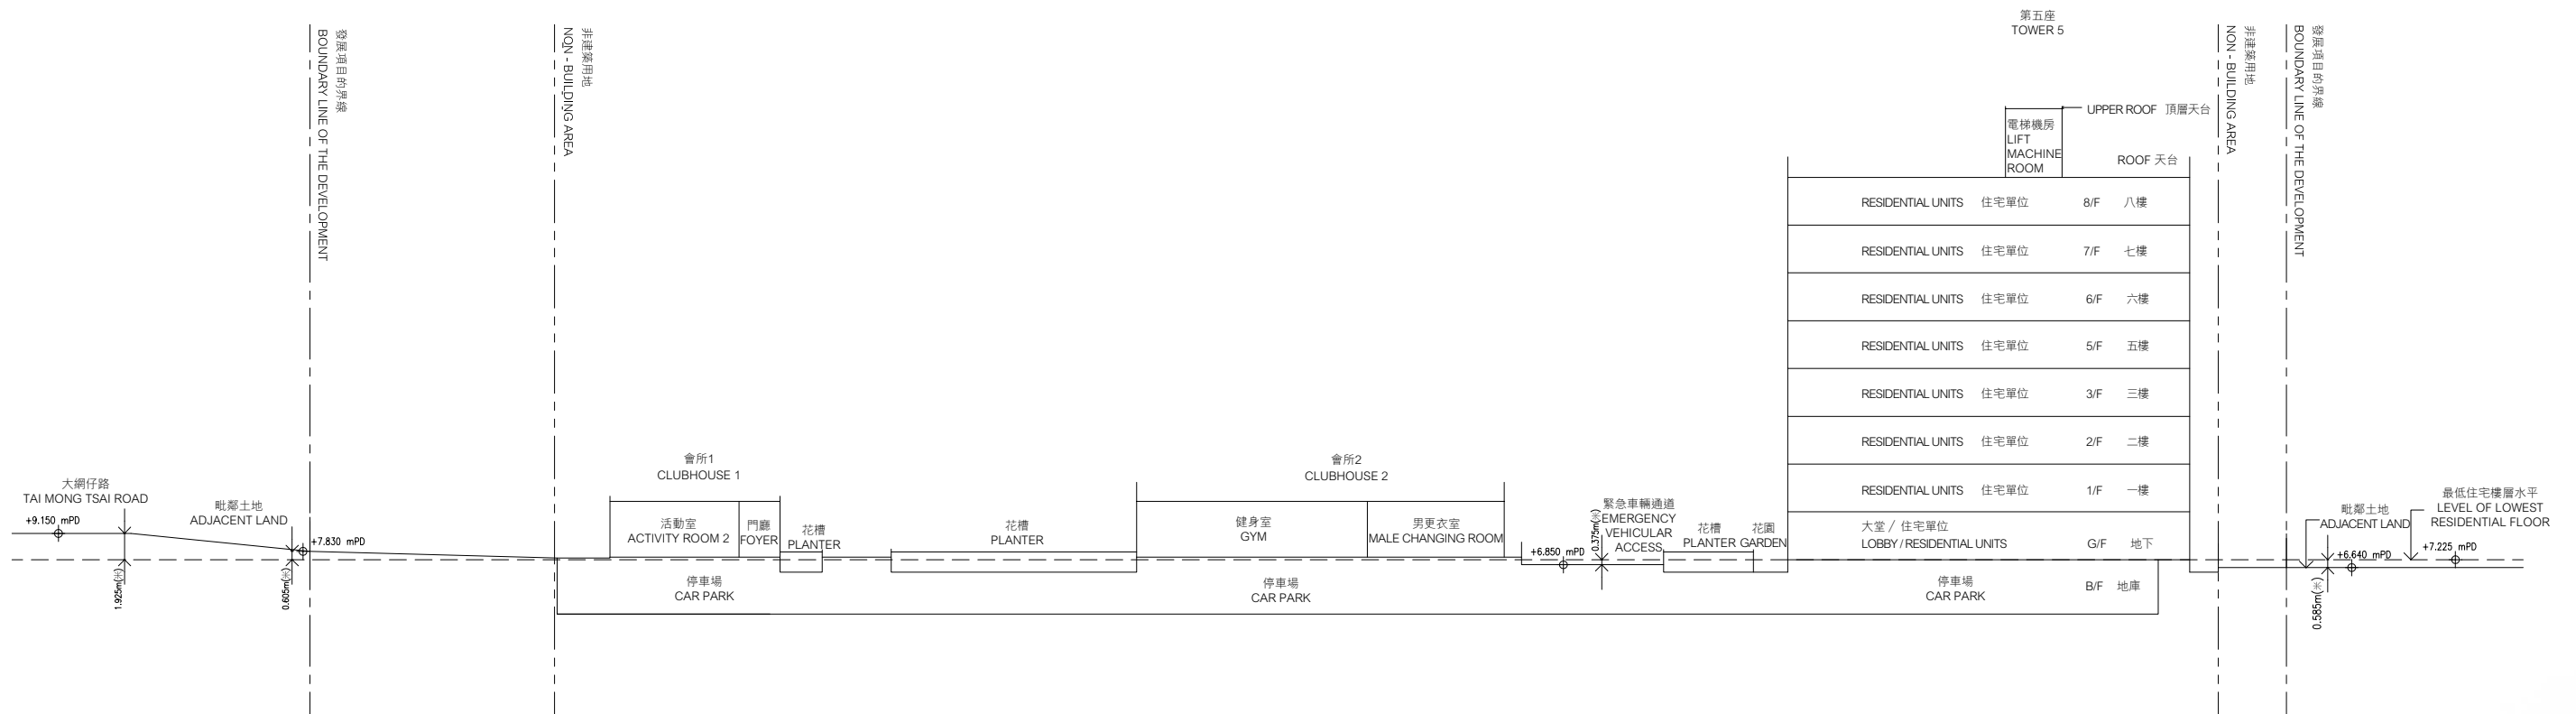 第五座
TOWER 5
發展項目的界線
BOUNDARY LINE OF THE DEVELOPMENT
非建築用地
NON - BUILDING AREA
非建築用地
NON - BUILDING AREA
發展項目的界線
BOUNDARY LINE OF THE DEVELOPMENT
UPPER ROOF 頂層天台
電梯機房
LIFT
MACHINE
ROOM
ROOF 天台
RESIDENTIAL UNITS 住宅單位 8/F 八樓
RESIDENTIAL UNITS 住宅單位 7/F 七樓
RESIDENTIAL UNITS 住宅單位 6/F 六樓
RESIDENTIAL UNITS 住宅單位 5/F 五樓
RESIDENTIAL UNITS 住宅單位 3/F 三樓
RESIDENTIAL UNITS 住宅單位 2/F 二樓
RESIDENTIAL UNITS 住宅單位 1/F 一樓
大堂 / 住宅單位
LOBBY / RESIDENTIAL UNITS G/F 地下
停車場
CAR PARK
B/F 地庫
大網仔路
TAI MONG TSAI ROAD
+9.150 mPD
1.925m(米)
毗鄰土地
ADJACENT LAND
+7.830 mPD
0.605m(米)
會所1
CLUBHOUSE 1
活動室
ACTIVITY ROOM 2
門廳
FOYER
花槽
PLANTER
停車場
CAR PARK
花槽
PLANTER
會所2
CLUBHOUSE 2
健身室
GYM
男更衣室
MALE CHANGING ROOM
停車場
CAR PARK
+6.850 mPD
0.375m(米)
緊急車輛通道
EMERGENCY
VEHICULAR
ACCESS
花槽
PLANTER
花園
GARDEN
毗鄰土地
ADJACENT LAND
+6.640 mPD
0.585m(米)
最低住宅樓層水平
LEVEL OF LOWEST
RESIDENTIAL FLOOR
+7.225 mPD